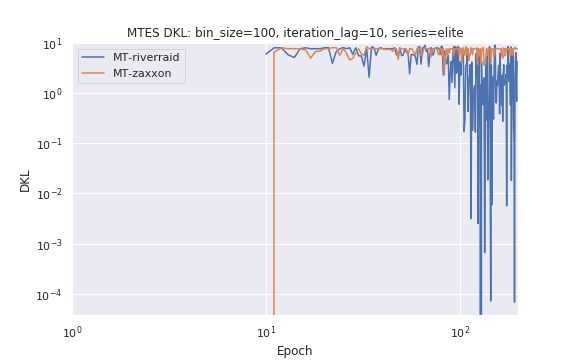 MTES DKL: bin_size=100, iteration_lag=10, series=elite
MT-riverraid
MT-zaxxon
DKL
10¹
10⁰
10⁻¹
10⁻²
10⁻³
10⁻⁴
10⁰ 10¹ 10²
Epoch